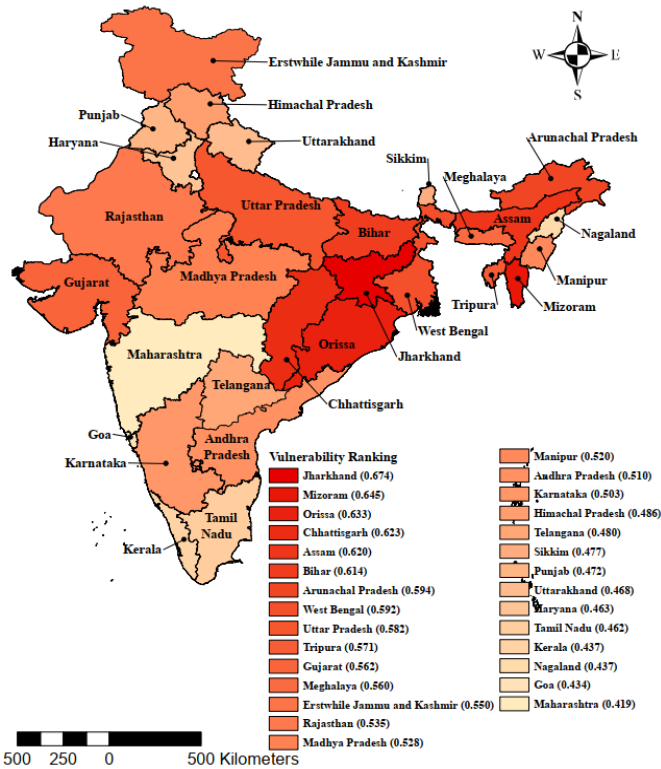 N
W E
S
Erstwhile Jammu and Kashmir
Himachal Pradesh
Punjab
Haryana
Uttarakhand
Arunachal Pradesh
Sikkim
Meghalaya
Rajasthan
Uttar Pradesh
Bihar
Assam
Nagaland
Gujarat
Madhya Pradesh
Manipur
Tripura
Mizoram
West Bengal
Maharashtra
Orissa
Jharkhand
Telangana
Chhattisgarh
Goa
Andhra
Pradesh
Karnataka
Tamil
Nadu
Kerala
Vulnerability Ranking
Jharkhand (0.674)
Mizoram (0.645)
Orissa (0.633)
Chhattisgarh (0.623)
Assam (0.620)
Bihar (0.614)
Arunachal Pradesh (0.594)
West Bengal (0.592)
Uttar Pradesh (0.582)
Tripura (0.571)
Gujarat (0.562)
Meghalaya (0.560)
Erstwhile Jammu and Kashmir (0.550)
Rajasthan (0.535)
Madhya Pradesh (0.528)
Manipur (0.520)
Andhra Pradesh (0.510)
Karnataka (0.503)
Himachal Pradesh (0.486)
Telangana (0.480)
Sikkim (0.477)
Punjab (0.472)
Uttarakhand (0.468)
Haryana (0.463)
Tamil Nadu (0.462)
Kerala (0.437)
Nagaland (0.437)
Goa (0.434)
Maharashtra (0.419)
500 250 0 500 Kilometers